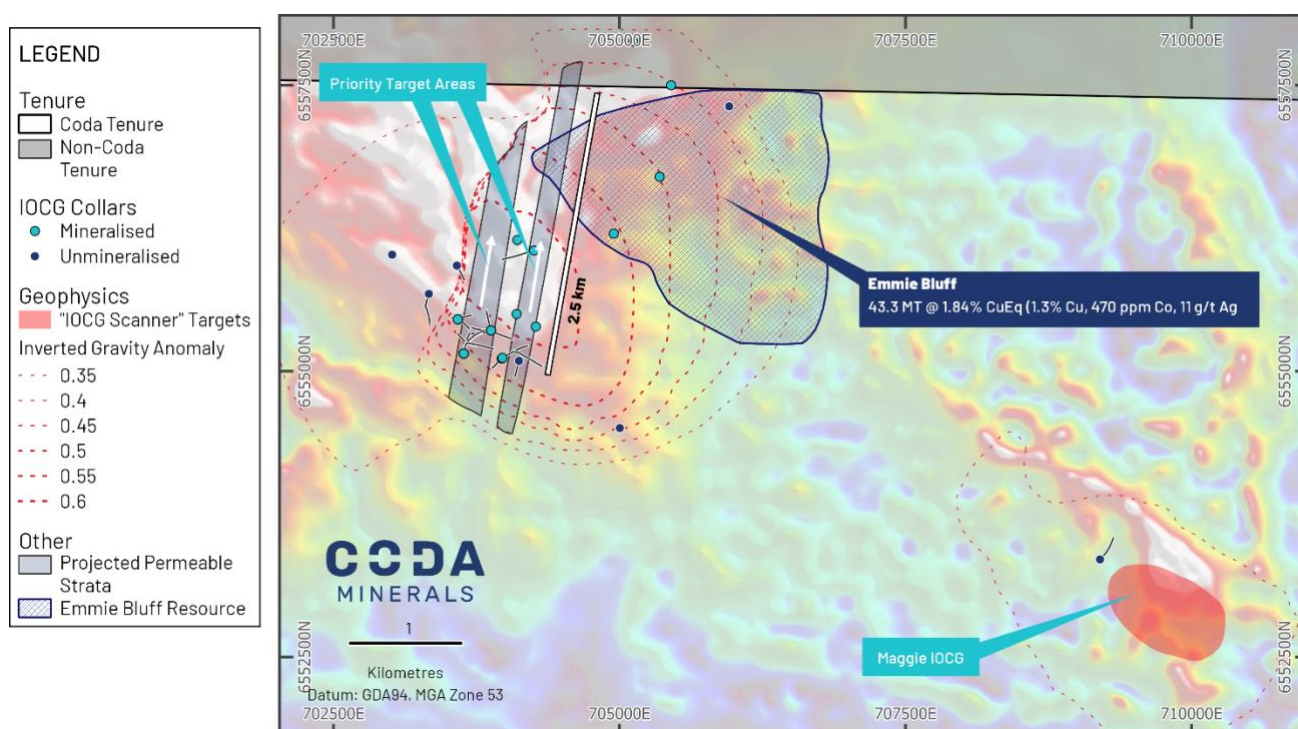 LEGEND
Tenure
Coda Tenure
Non-Coda
Tenure
IOCG Collars
Mineralised
Unmineralised
Geophysics
"IOCG Scanner" Targets
Inverted Gravity Anomaly
0.35
0.4
0.45
0.5
0.55
0.6
Other
Projected Permeable
Strata
Emmie Bluff Resource
702500E
705000E
707500E
710000E
6557500N
6557500N
Priority Target Areas
2.5 km
Emmie Bluff
43.3 MT @ 1.84% CuEq (1.3% Cu, 470 ppm Co, 11 g/t Ag
6555000N
6555000N
CODA
MINERALS
1
Kilometres
Datum: GDA94, MGA Zone 53
Maggie IOCG
6552500N
6552500N
702500E
705000E
707500E
710000E